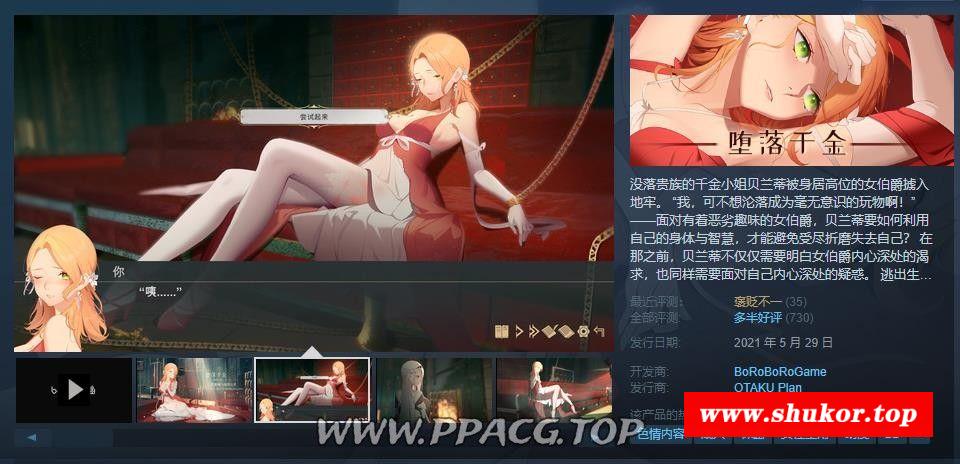 尝试起来
你
“咦……”
堕落千金
没落贵族的千金小姐贝兰蒂被身居高位的女伯爵掳入
地牢。 “我，可不想沦落成为毫无意识的玩物啊！”
——面对有着恶劣趣味的女伯爵，贝兰蒂要如何利用
自己的身体与智慧，才能避免受尽折磨失去自己？ 在
那之前，贝兰蒂不仅仅需要明白女伯爵内心深处的渴
求，也同样需要面对自己内心深处的疑惑。 逃出生...
最近评测: 褒贬不一 (35)
全部评测: 多半好评 (730)
发行日期: 2021 年 5 月 29 日
开发商: BoRoBoRoGame
发行商: OTAKU Plan
该产品的热
色情内容
www.shukor.top
WWW.PPACG.TOP